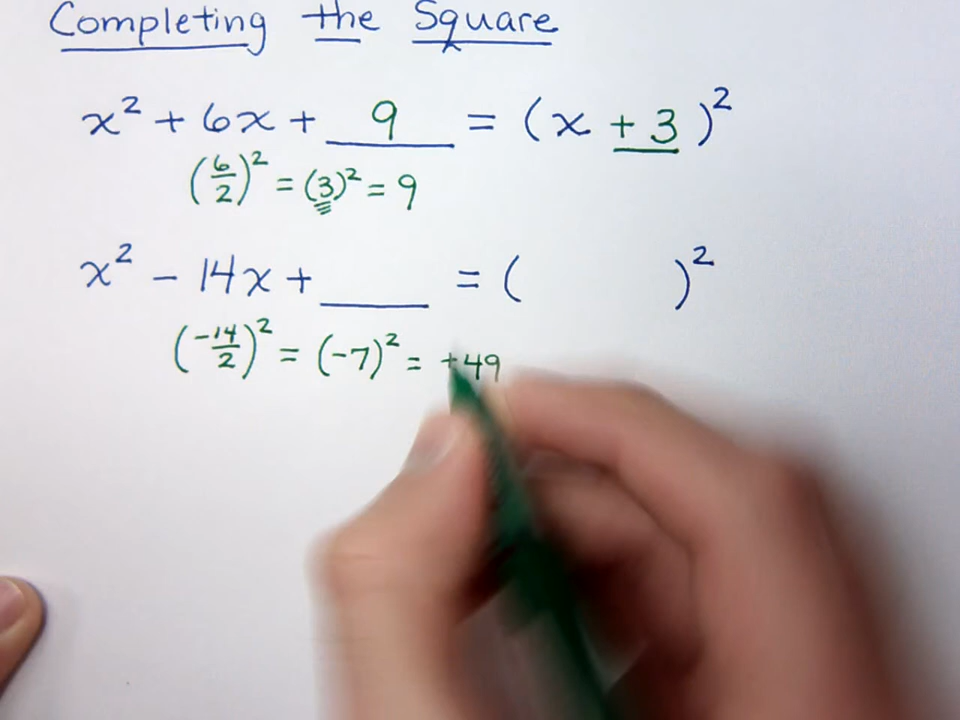 Completing the Square
x² + 6x + 9 = (x + 3)²
(6/2)² = (3)² = 9
x² - 14x + ____ = (      )²
(-14/2)² = (-7)² = +49